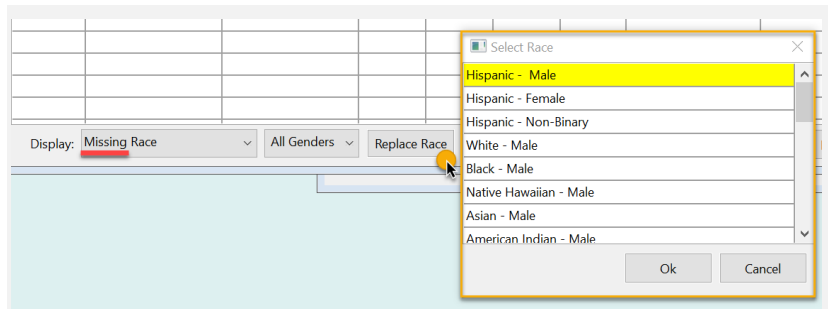 Select Race
Hispanic -  Male
Hispanic - Female
Hispanic - Non-Binary
White - Male
Black - Male
Native Hawaiian - Male
Asian - Male
American Indian - Male
Ok Cancel
Display: Missing Race All Genders Replace Race